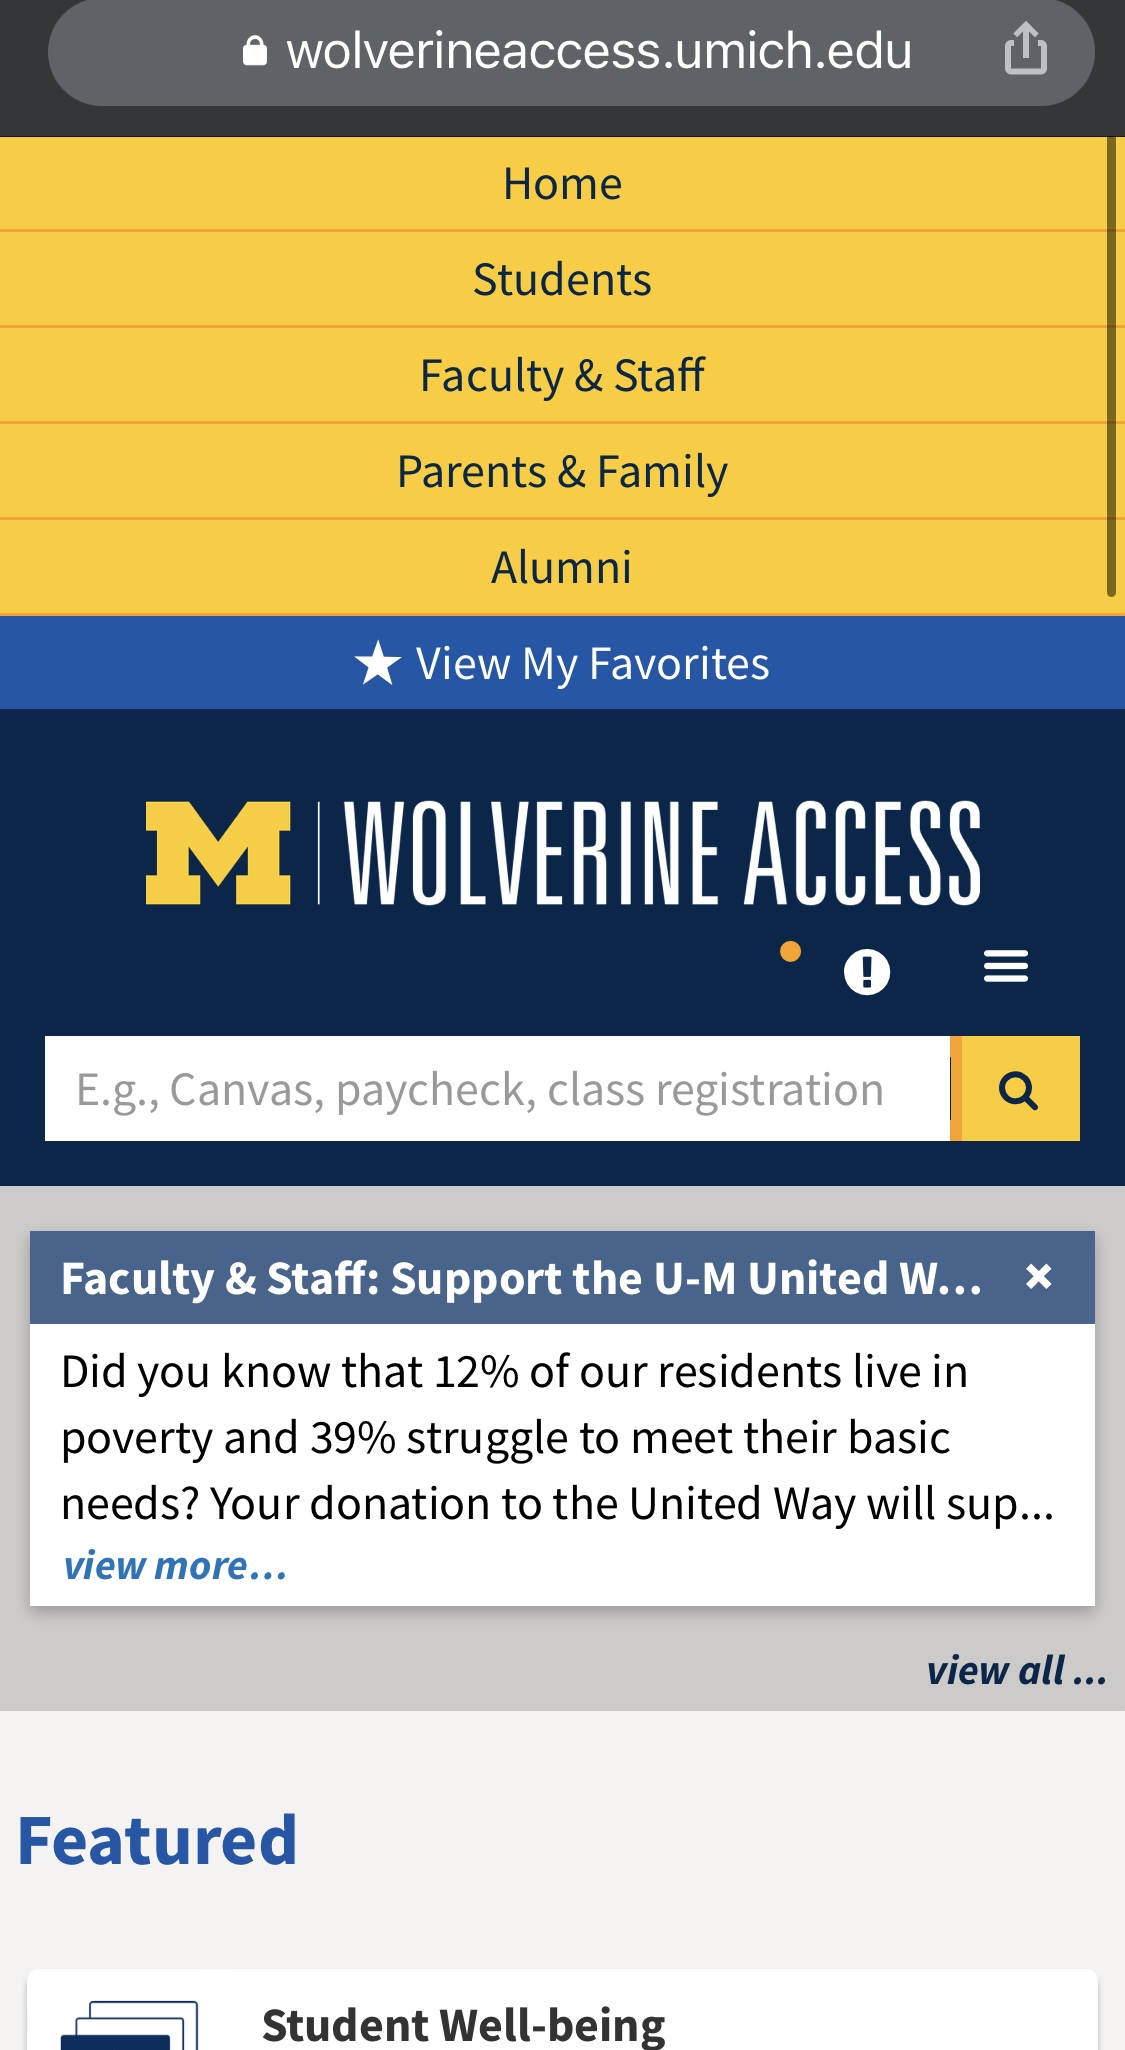 wolverineaccess.umich.edu
Home
Students
Faculty & Staff
Parents & Family
Alumni
★ View My Favorites
M | WOLVERINE ACCESS
E.g., Canvas, paycheck, class registration
Faculty & Staff: Support the U-M United W... ×
Did you know that 12% of our residents live in
poverty and 39% struggle to meet their basic
needs? Your donation to the United Way will sup...
view more...
view all ...
Featured
Student Well-being